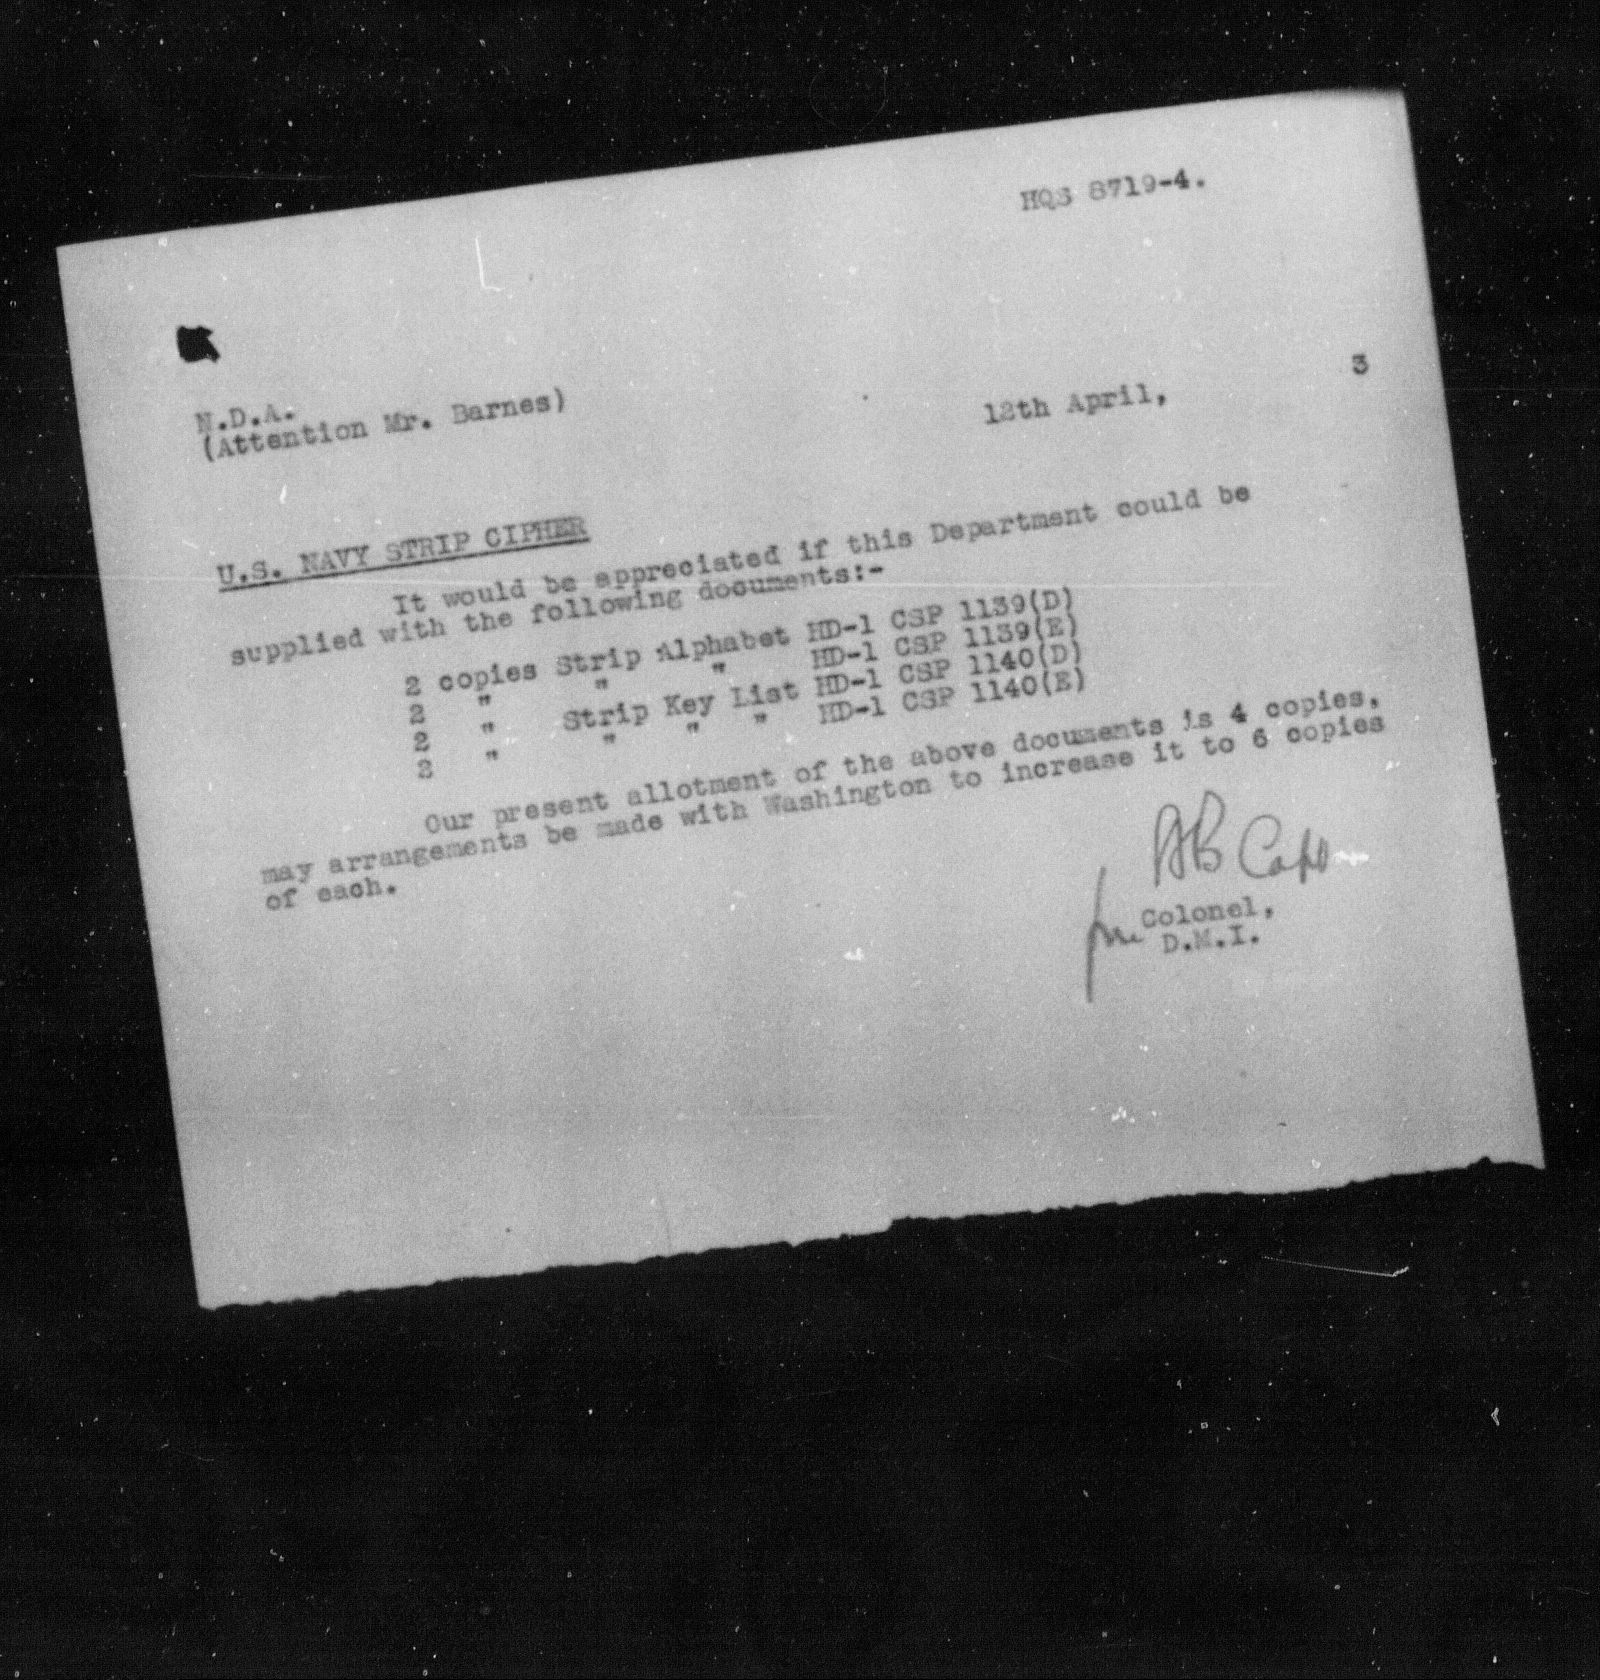 HQS 8719-4.
N.D.A.
(Attention Mr. Barnes)
12th April, 3
U.S. NAVY STRIP CIPHER
It would be appreciated if this Department could be
supplied with the following documents:-
2 copies Strip Alphabet HD-1 CSP 1139(D)
2 " " " HD-1 CSP 1139(E)
2 " Strip Key List HD-1 CSP 1140(D)
2 " " " " HD-1 CSP 1140(E)
Our present allotment of the above documents is 4 copies,
may arrangements be made with Washington to increase it to 6 copies
of each.
Colonel,
D.M.I.